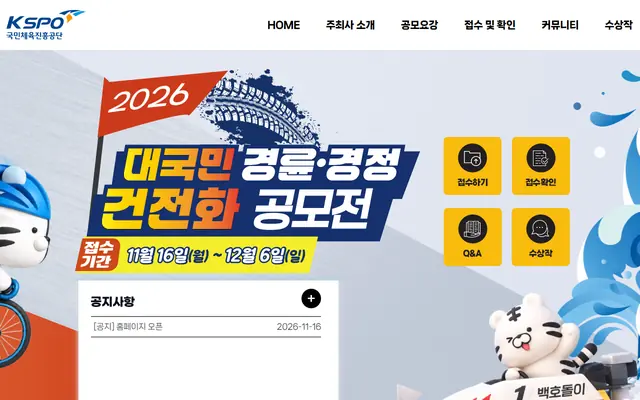 KSPO
국민체육진흥공단
HOME 주최사 소개 공모요강 접수 및 확인 커뮤니티 수상작
2026
대국민 경륜·경정
건전화 공모전
접수기간 11월 16일(월) ~ 12월 6일(일)
접수하기 접수확인
Q&A 수상작
공지사항 +
[공지] 홈페이지 오픈 2026-11-16
1 백호돌이